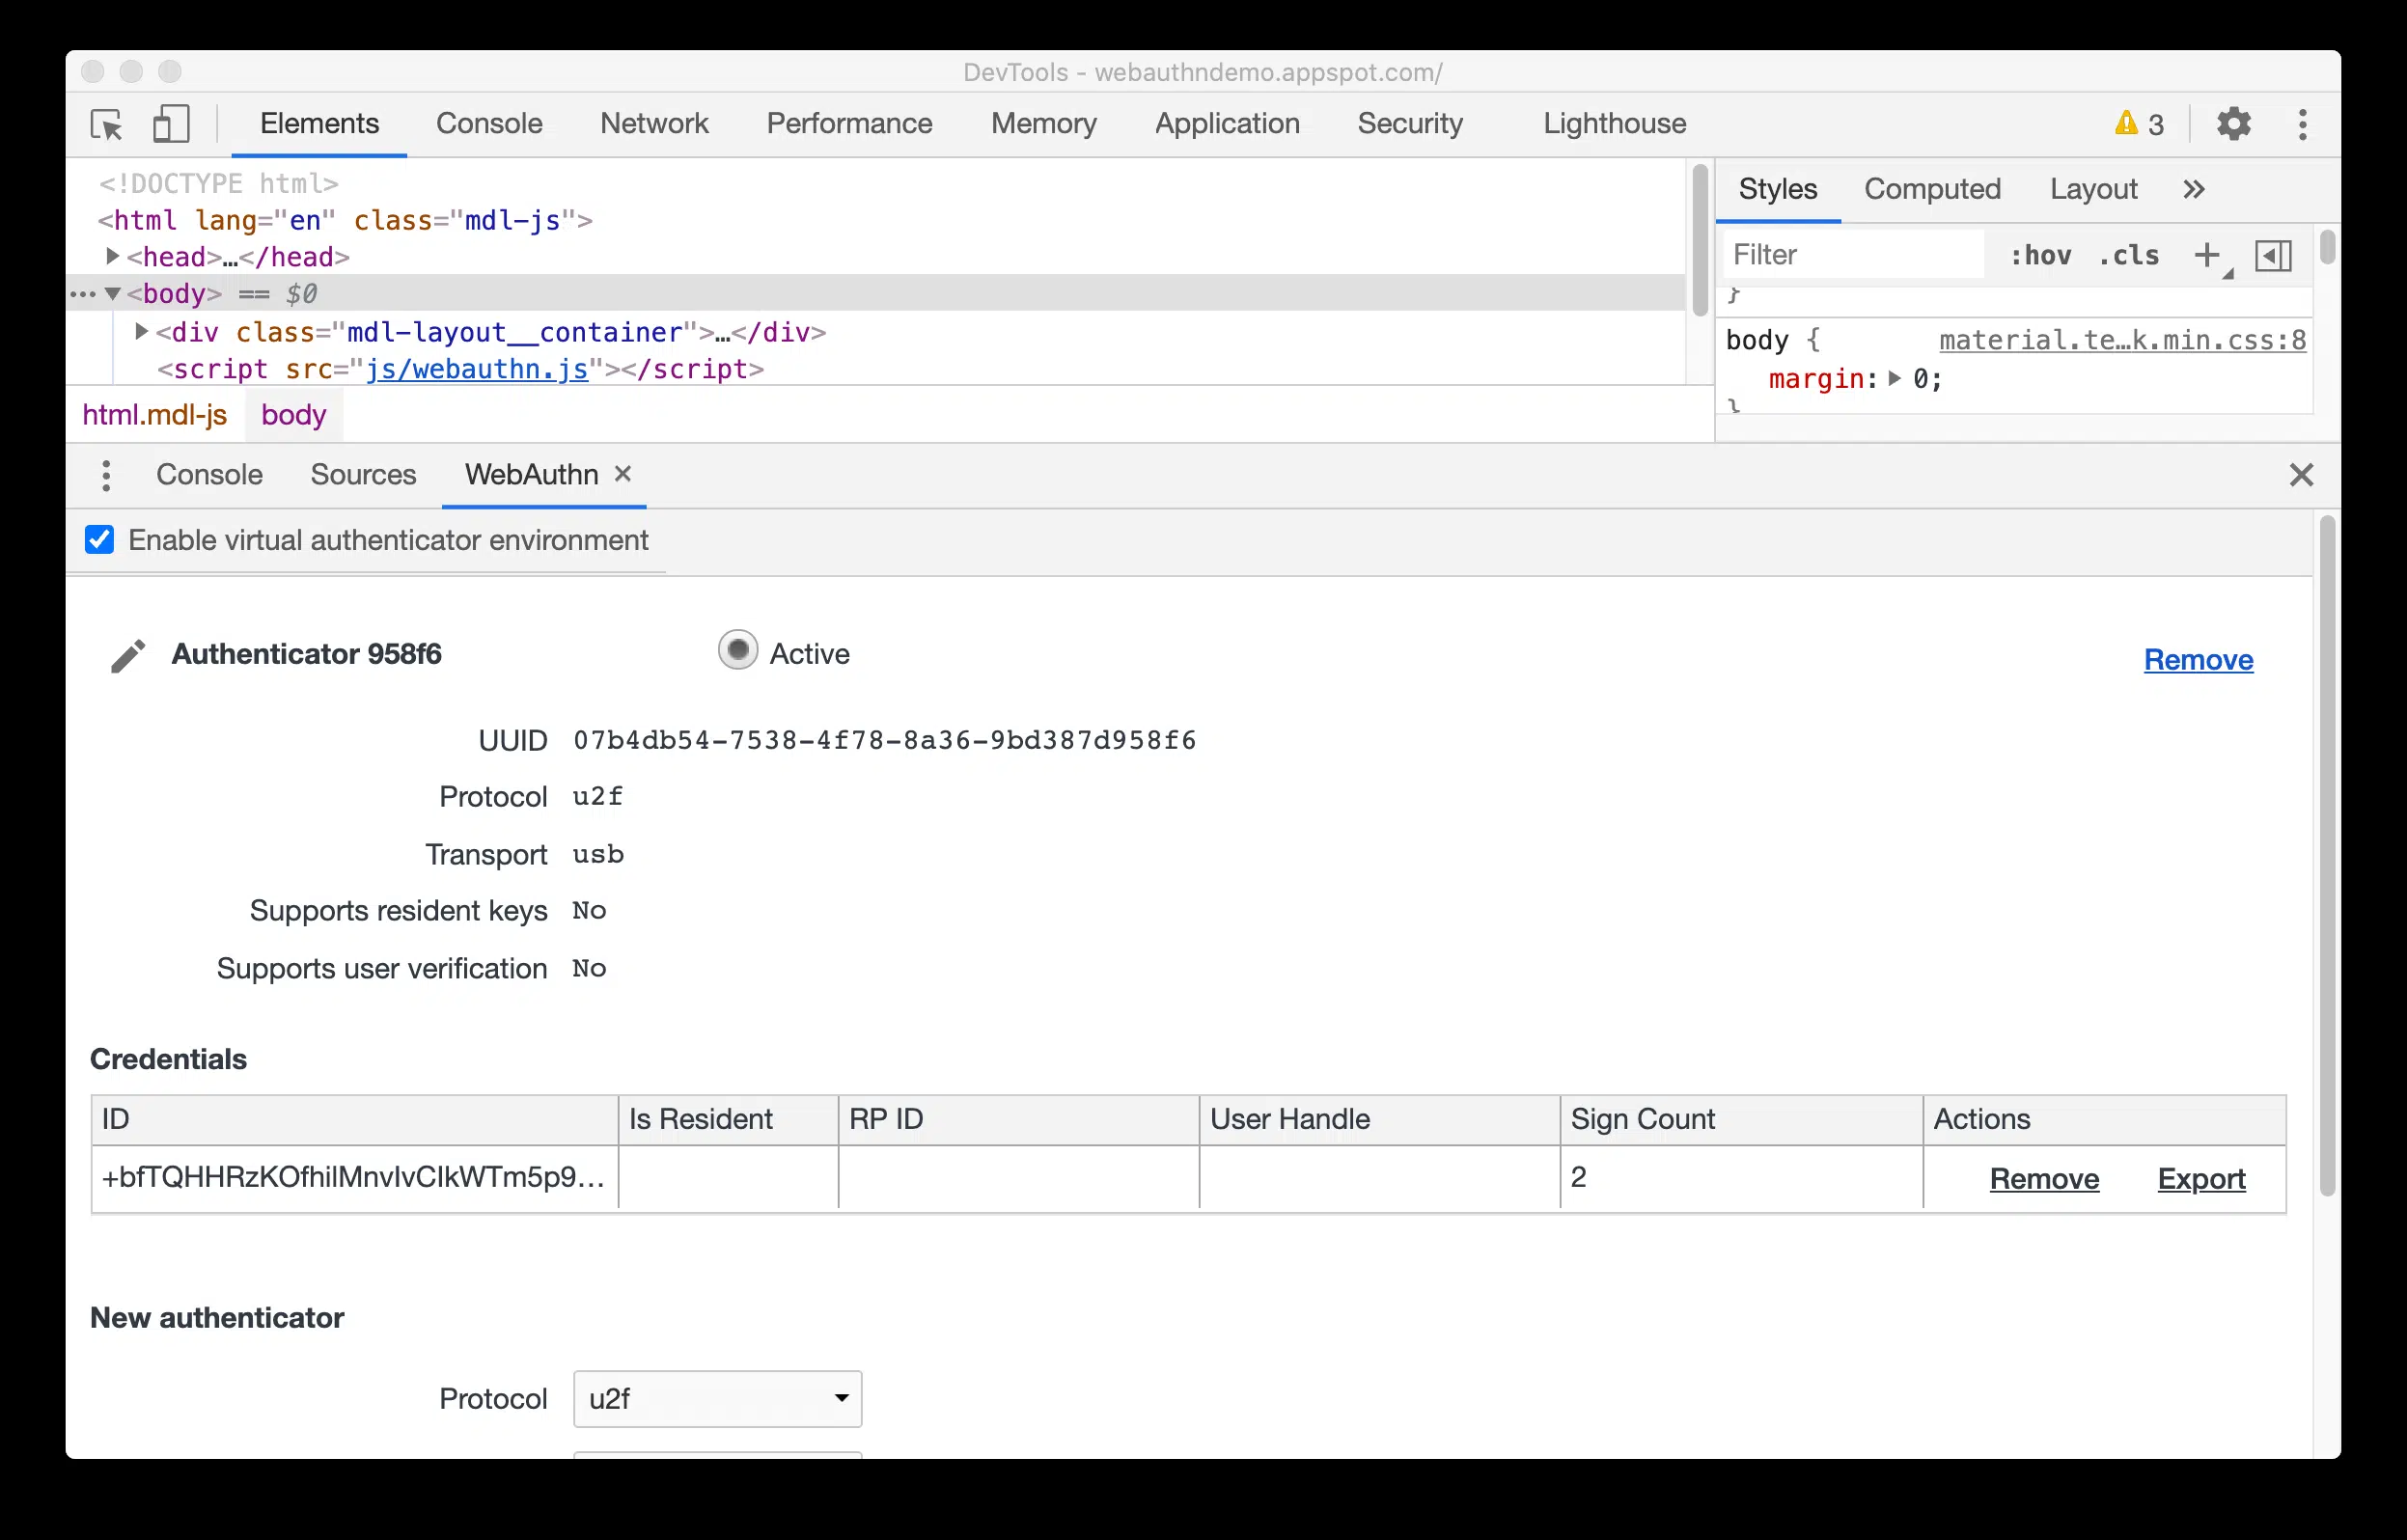 DevTools - webauthndemo.appspot.com/
Elements Console Network Performance Memory Application Security Lighthouse 3
<!DOCTYPE html>
<html lang="en" class="mdl-js">
<head>…</head>
<body> == $0
<div class="mdl-layout__container">…</div>
<script src="js/webauthn.js"></script>
html.mdl-js body
Styles Computed Layout
Filter :hov .cls
}
body { material.te…k.min.css:8
margin: 0;
}
Console Sources WebAuthn
Enable virtual authenticator environment
Authenticator 958f6 Active Remove
UUID 07b4db54-7538-4f78-8a36-9bd387d958f6
Protocol u2f
Transport usb
Supports resident keys No
Supports user verification No
Credentials
ID Is Resident RP ID User Handle Sign Count Actions
+bfTQHHRzKOfhilMnvIvCIkWTm5p9… 2 Remove Export
New authenticator
Protocol u2f